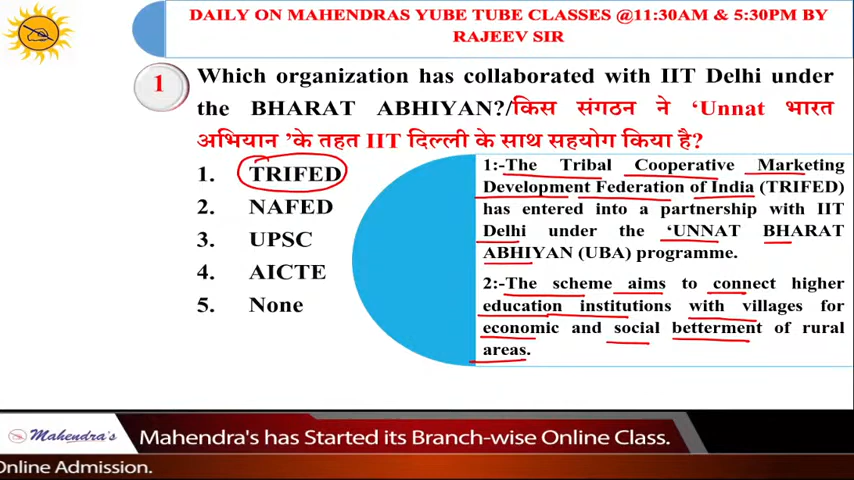 DAILY ON MAHENDRAS YUBE TUBE CLASSES @11:30AM & 5:30PM BY
RAJEEV SIR
1
Which organization has collaborated with IIT Delhi under
the BHARAT ABHIYAN?/किस संगठन ने ‘Unnat भारत
अभियान ’के तहत IIT दिल्ली के साथ सहयोग किया है?
1. TRIFED
2. NAFED
3. UPSC
4. AICTE
5. None
1:-The Tribal Cooperative Marketing
Development Federation of India (TRIFED)
has entered into a partnership with IIT
Delhi under the ‘UNNAT BHARAT
ABHIYAN (UBA) programme.
2:-The scheme aims to connect higher
education institutions with villages for
economic and social betterment of rural
areas.
Mahendra's
Mahendra's has Started its Branch-wise Online Class.
Online Admission.